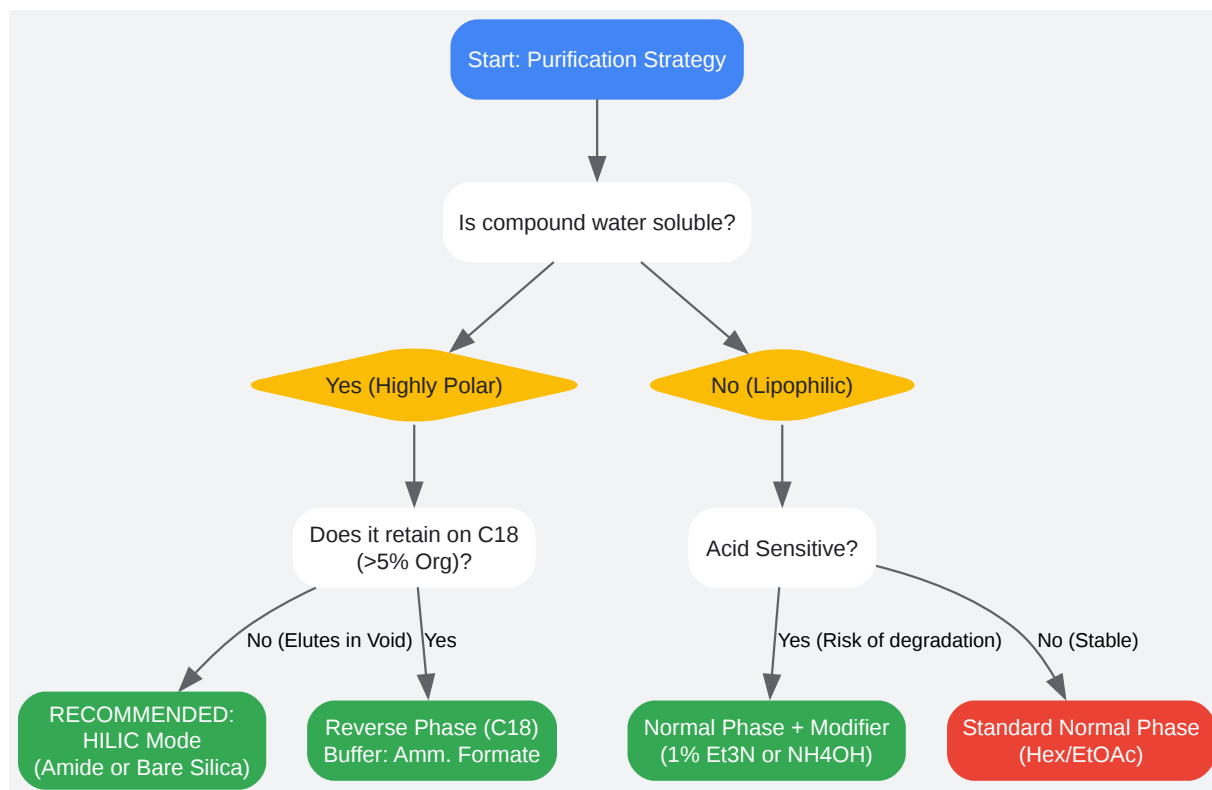 Start: Purification Strategy
Is compound water soluble?
Yes (Highly Polar)
No (Lipophilic)
Does it retain on C18
(>5% Org)?
Acid Sensitive?
No (Elutes in Void)
Yes
Yes (Risk of degradation)
No (Stable)
RECOMMENDED:
HILIC Mode
(Amide or Bare Silica)
Reverse Phase (C18)
Buffer: Amm. Formate
Normal Phase + Modifier
(1% Et3N or NH4OH)
Standard Normal Phase
(Hex/EtOAc)